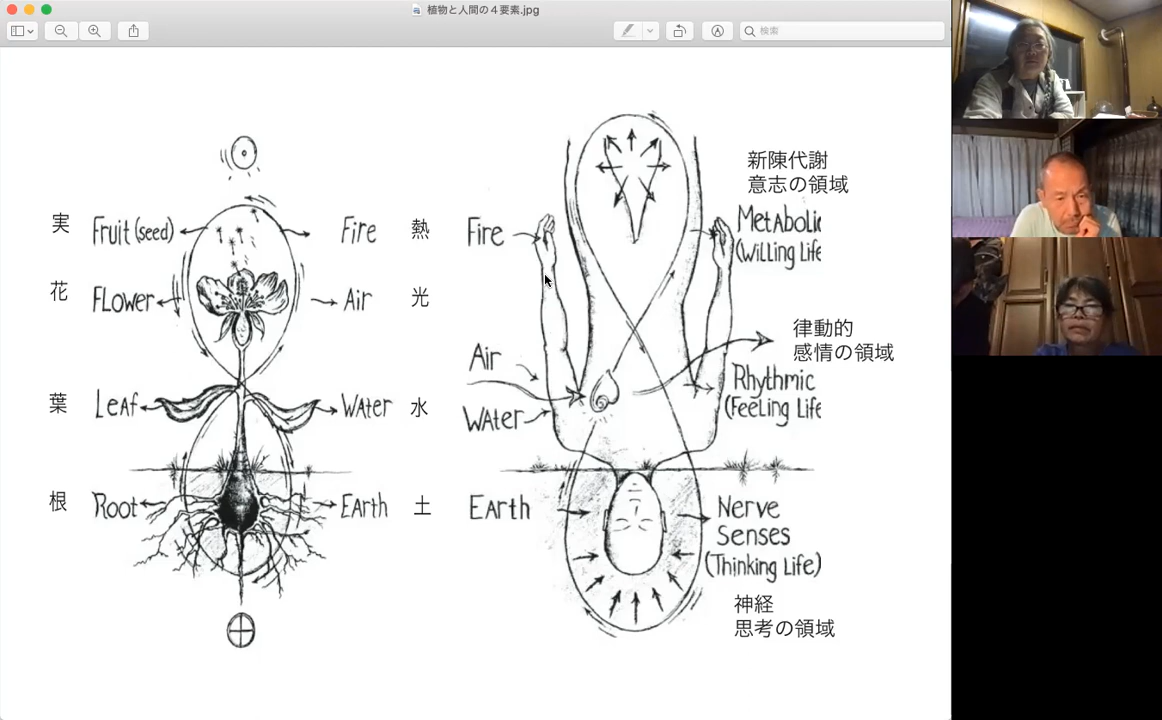 植物と人間の４要素.jpg
検索
実 Fruit (seed) Fire 熱
花 FLower Air 光
葉 Leaf WAter 水
根 Root EArth 土
Fire
Air
WAter
EArth
新陳代謝
意志の領域
Metabolic
(Willing Life
律動的
感情の領域
Rhythmic
(Feeling Life
Nerve
Senses
(Thinking Life)
神経
思考の領域